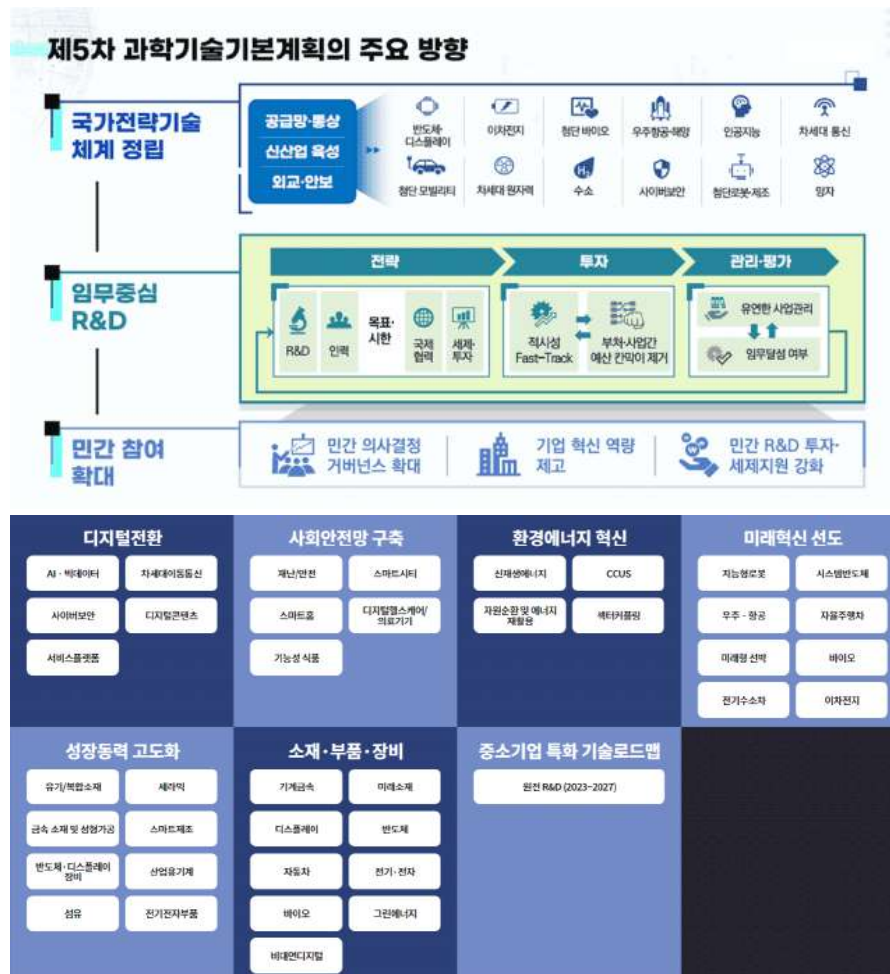 제5차 과학기술기본계획의 주요 방향
국가전략기술
체계 정립
공급망·통상
신산업 육성
외교·안보
반도체·
디스플레이
이차전지
첨단 바이오
우주항공·해양
인공지능
차세대 통신
첨단 모빌리티
차세대 원자력
수소
사이버보안
첨단로봇·제조
양자
임무중심
R&D
전략
투자
관리·평가
R&D
인력
목표·
시한
국제
협력
세제·
투자
적시성
Fast-Track
부처·사업간
예산 칸막이 제거
유연한 사업관리
임무달성 여부
민간 참여
확대
민간 의사결정
거버넌스 확대
기업 혁신 역량
제고
민간 R&D 투자·
세제지원 강화
디지털전환
AI · 빅데이터
차세대이동통신
사이버보안
디지털콘텐츠
서비스플랫폼
사회안전망 구축
재난/안전
스마트시티
스마트홈
디지털헬스케어/
의료기기
기능성 식품
환경에너지 혁신
신재생에너지
CCUS
자원순환 및 에너지
재활용
섹터커플링
미래혁신 선도
지능형로봇
시스템반도체
우주 · 항공
자율주행차
미래형 선박
바이오
전기수소차
이차전지
성장동력 고도화
유기/복합소재
세라믹
금속 소재 및 성형가공
스마트제조
반도체·디스플레이
장비
산업용기계
섬유
전기전자부품
소재·부품·장비
기계금속
미래소재
디스플레이
반도체
자동차
전기·전자
바이오
그린에너지
비대면디지털
중소기업 특화 기술로드맵
원전 R&D (2023~2027)